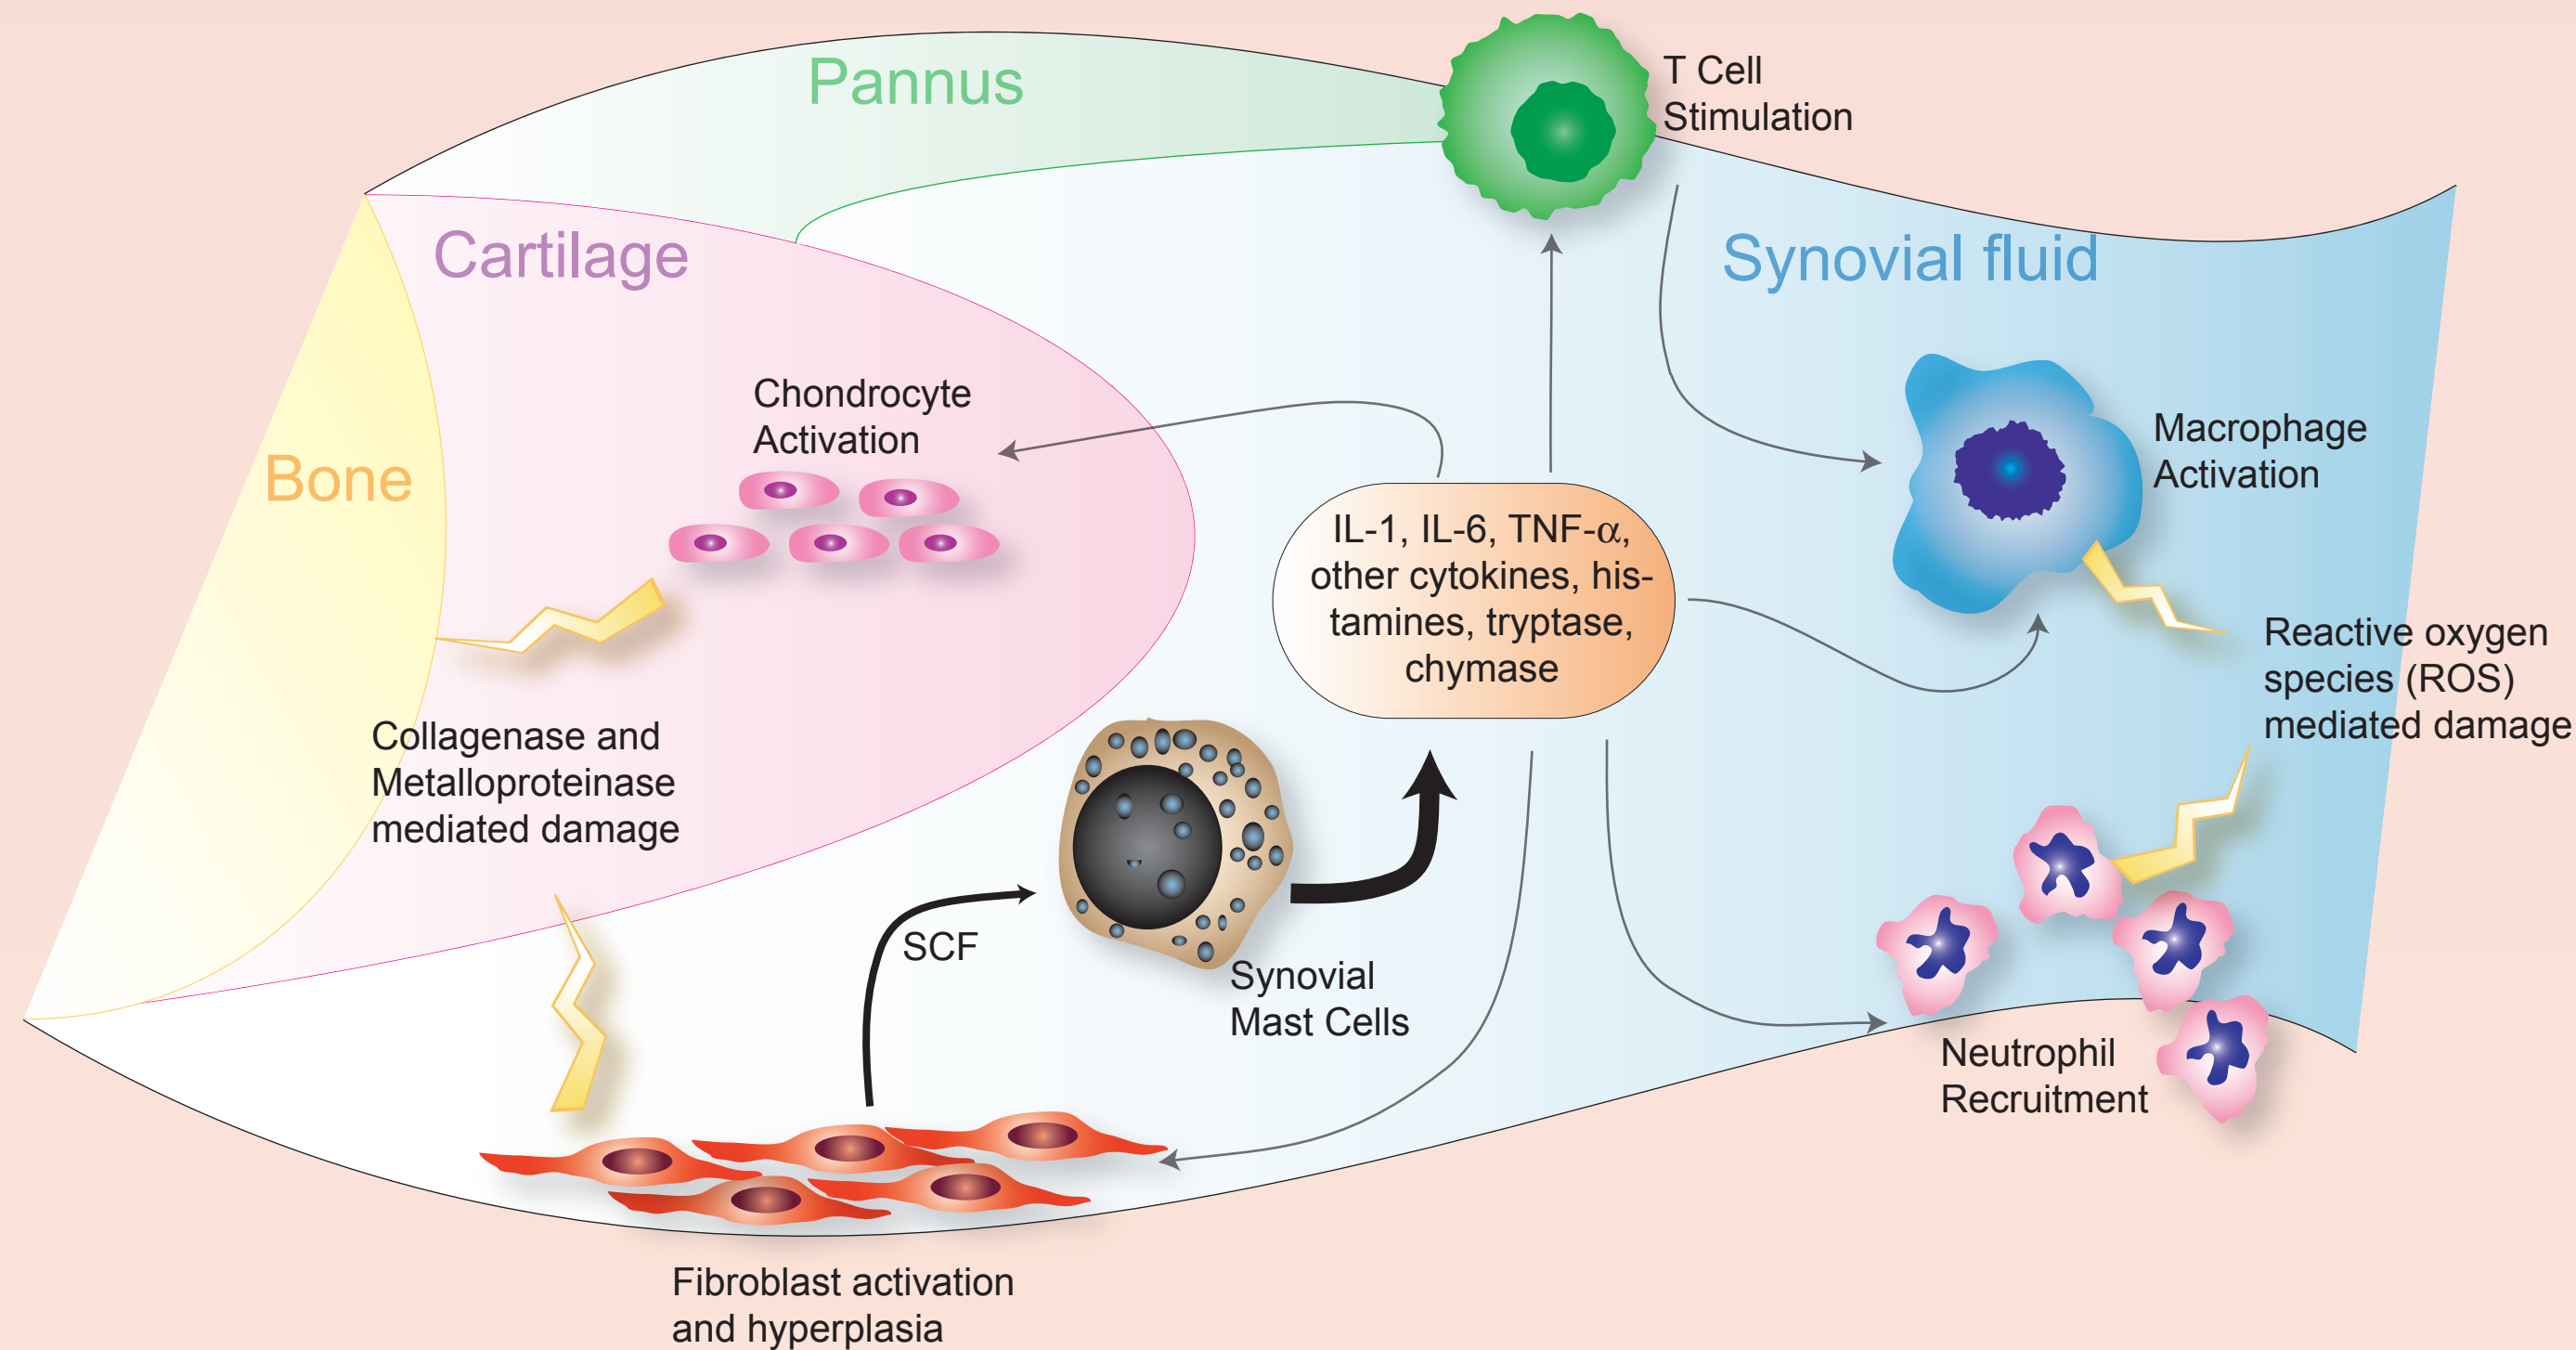 Pannus
T Cell
Stimulation
Cartilage
Synovial fluid
Chondrocyte
Activation
Bone
Macrophage
Activation
IL-1, IL-6, TNF-α,
other cytokines, his-
tamines, tryptase,
chymase
Reactive oxygen
species (ROS)
mediated damage
Collagenase and
Metalloproteinase
mediated damage
SCF
Synovial
Mast Cells
Neutrophil
Recruitment
Fibroblast activation
and hyperplasia